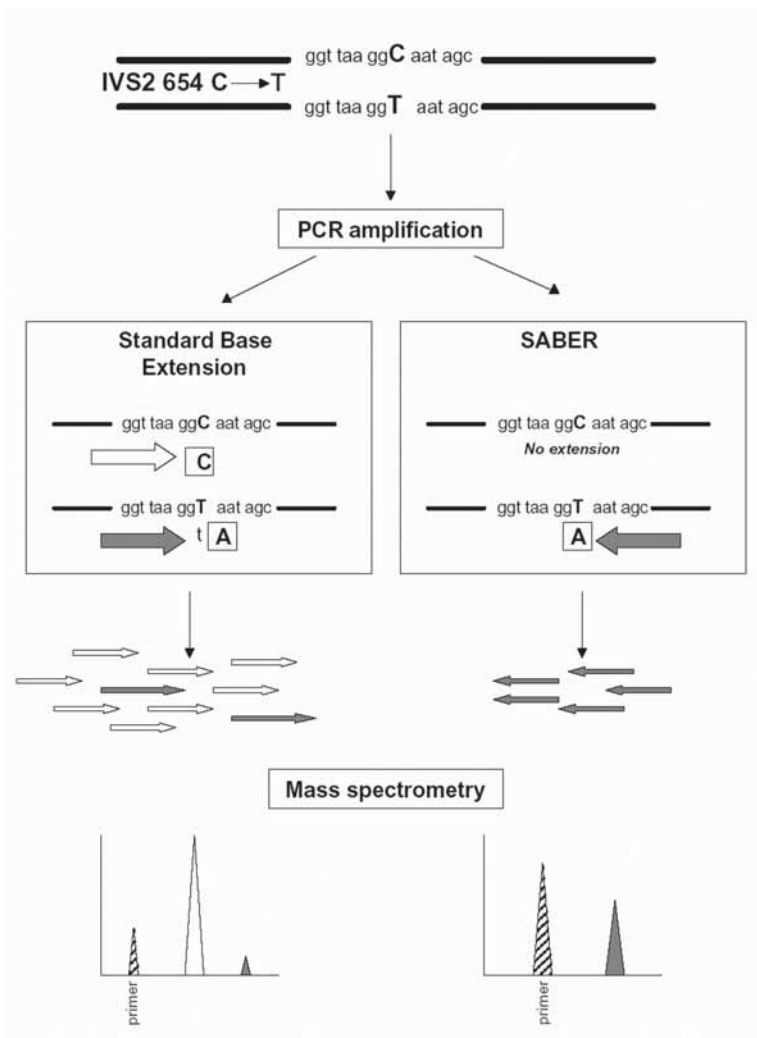 ggt taa ggC aat agc
IVS2 654 C→T
ggt taa ggT aat agc
PCR amplification
Standard Base
Extension
ggt taa ggC aat agc
C
ggt taa ggT aat agc
t A
SABER
ggt taa ggC aat agc
No extension
ggt taa ggT aat agc
A
Mass spectrometry
primer
primer